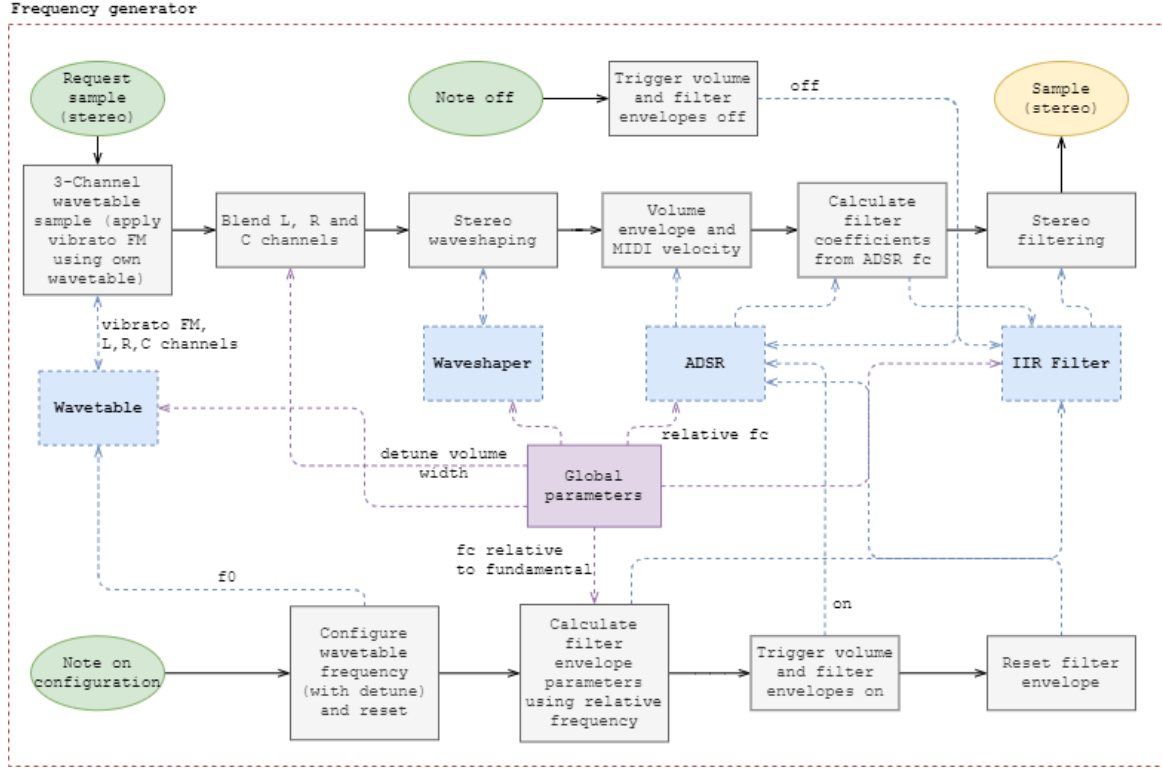 Frequency generator
Request
sample
(stereo)
Note off
Trigger volume
and filter
envelopes off
off
Sample
(stereo)
3-Channel
wavetable
sample (apply
vibrato FM
using own
wavetable)
Blend L, R and
C channels
Stereo
waveshaping
Volume
envelope and
MIDI velocity
Calculate
filter
coefficients
from ADSR fc
Stereo
filtering
vibrato FM,
L,R,C channels
Wavetable
Waveshaper
ADSR
IIR Filter
relative fc
detune volume
width
Global
parameters
fc relative
to fundamental
f0
on
Note on
configuration
Configure
wavetable
frequency
(with detune)
and reset
Calculate
filter
envelope
parameters
using relative
frequency
Trigger volume
and filter
envelopes on
Reset filter
envelope